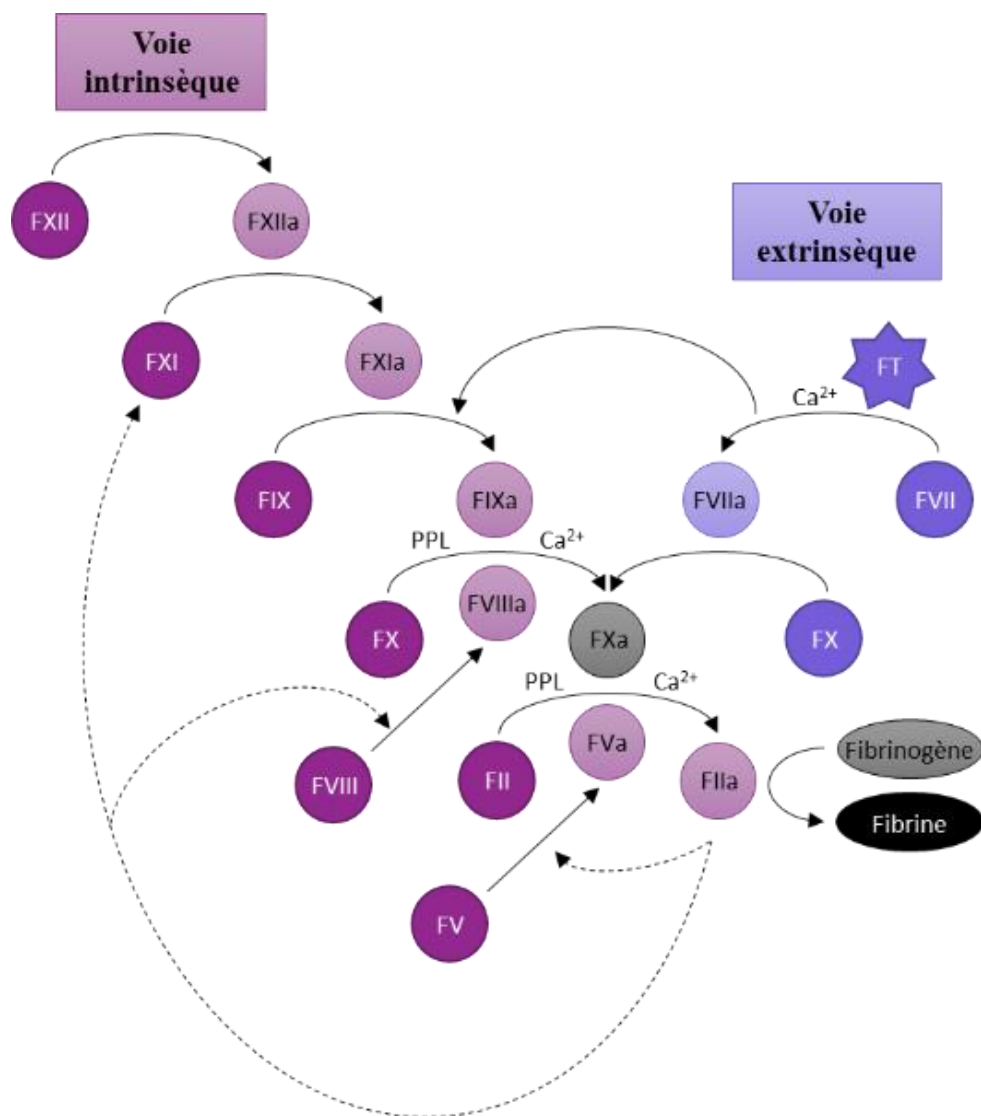 Voie
intrinsèque
FXII
FXIIa
Voie
extrinsèque
FXI
FXIa
FT
Ca²⁺
FIX
FIXa
FVIIa
FVII
PPL
Ca²⁺
FVIIIa
FX
FXa
FX
PPL
Ca²⁺
FVa
FVIII
FII
FIIa
Fibrinogène
Fibrine
FV